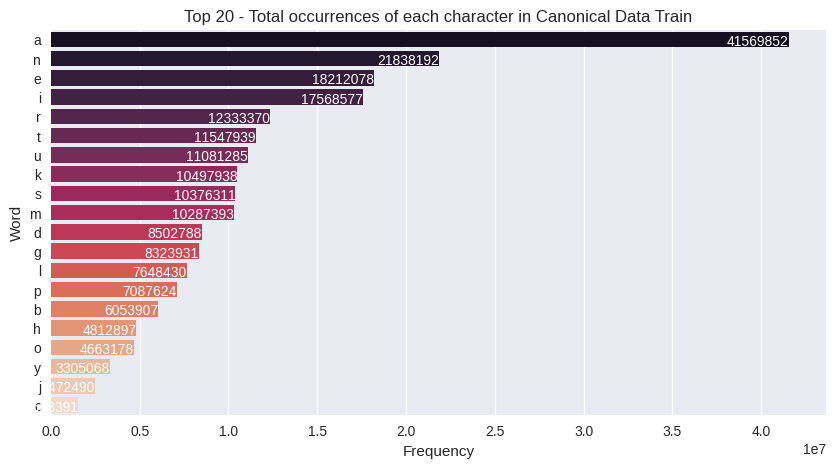 Top 20 - Total occurrences of each character in Canonical Data Train
a 41569852
n 21838192
e 18212078
i 17568577
r 12333370
t 11547939
u 11081285
k 10497938
s 10376311
m 10287393
d 8502788
g 8323931
l 7648430
p 7087624
b 6053907
h 4812897
o 4663178
y 3305068
j
c
Word
0.0 0.5 1.0 1.5 2.0 2.5 3.0 3.5 4.0
1e7
Frequency